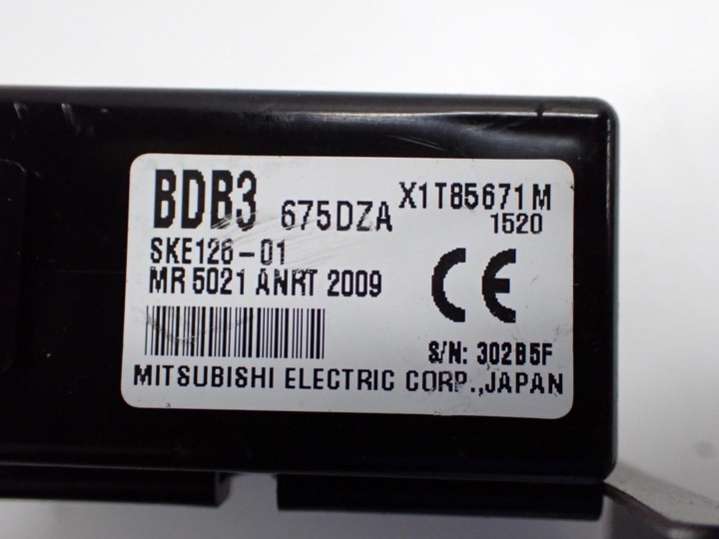 BDB3 675DZA X1T85671M
1520
SKE126-01
MR 5021 ANRT 2009
CE
S/N: 302B5F
MITSUBISHI ELECTRIC CORP.,JAPAN